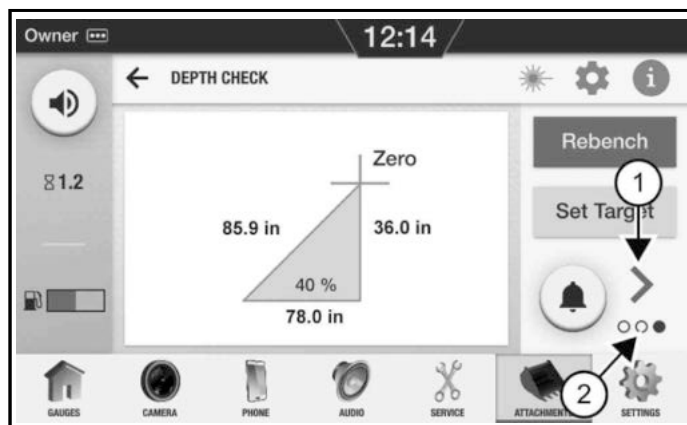 Owner
12:14
DEPTH CHECK
1.2
Zero
85.9 in
36.0 in
40 %
78.0 in
Rebench
1
Set Target
2
GAUGES
CAMERA
PHONE
AUDIO
SERVICE
ATTACHMENTS
SETTINGS